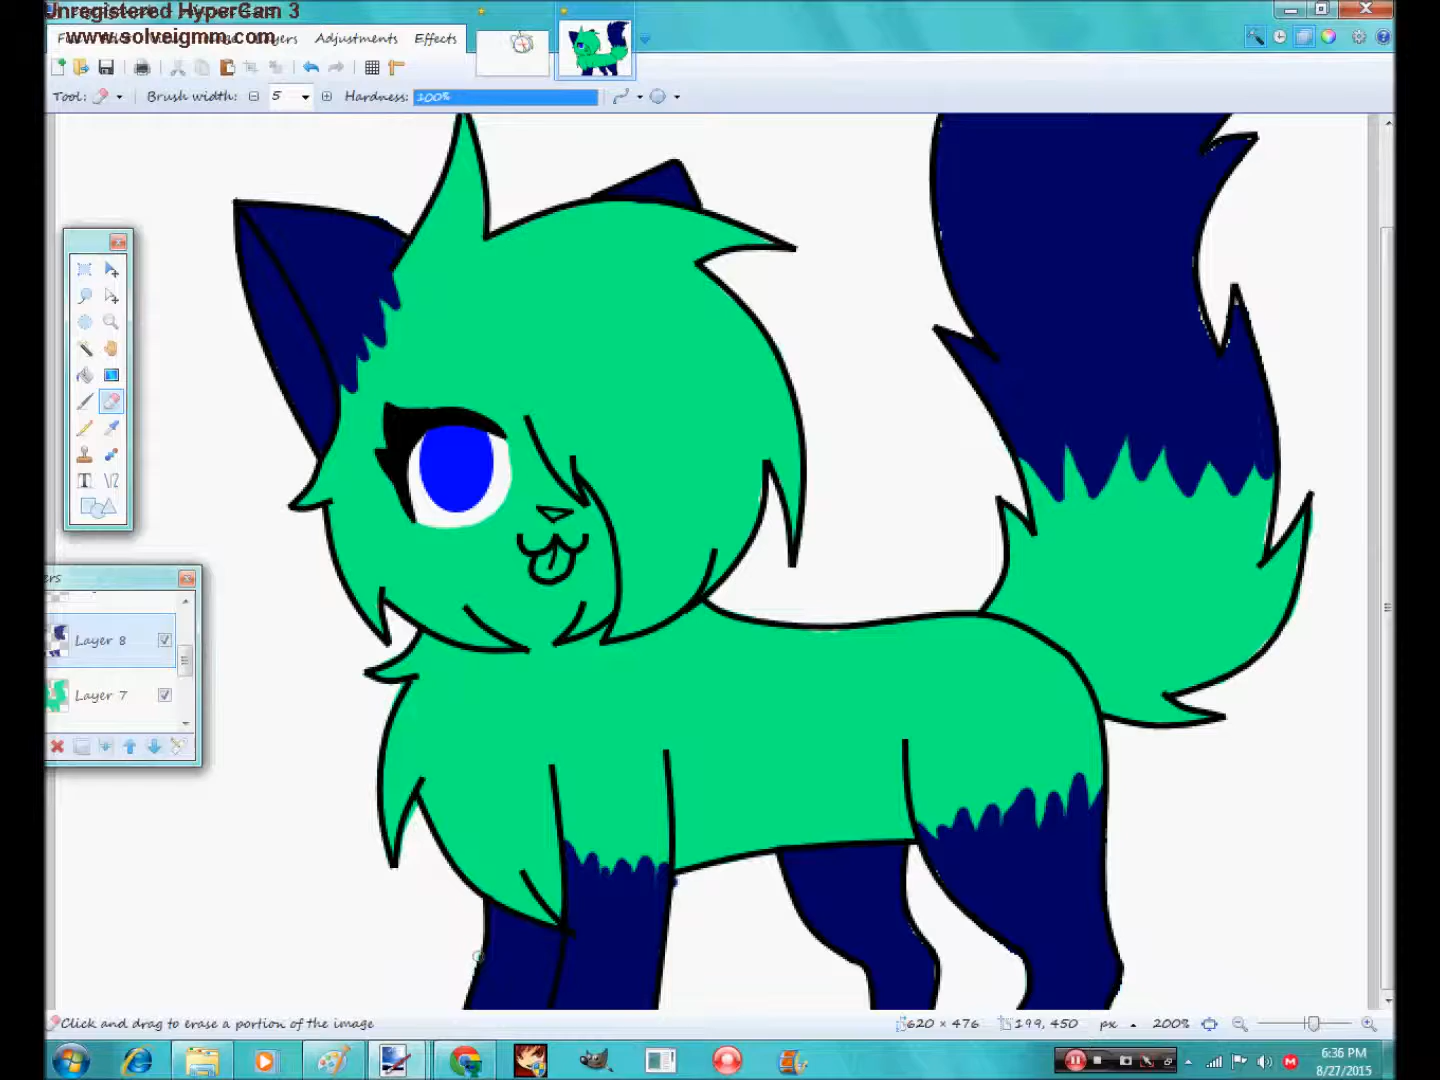 Unregistered HyperCam 3
www.solveigmm.com
Layers Adjustments Effects
Tool: Brush width: 5 Hardness: 100%
ers
Layer 8
Layer 7
Click and drag to erase a portion of the image
620 × 476
199, 450
px
200%
6:36 PM
8/27/2015